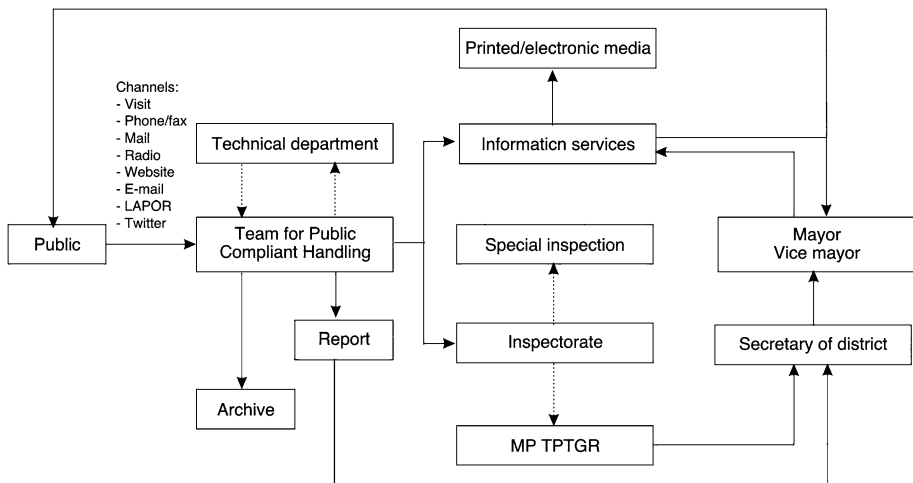 Printed/electronic media
Channels:
- Visit
- Phone/fax
- Mail
- Radio
- Website
- E-mail
- LAPOR
- Twitter
Technical department
Information services
Public
Team for Public
Compliant Handling
Special inspection
Mayor
Vice mayor
Report
Inspectorate
Secretary of district
Archive
MP TPTGR